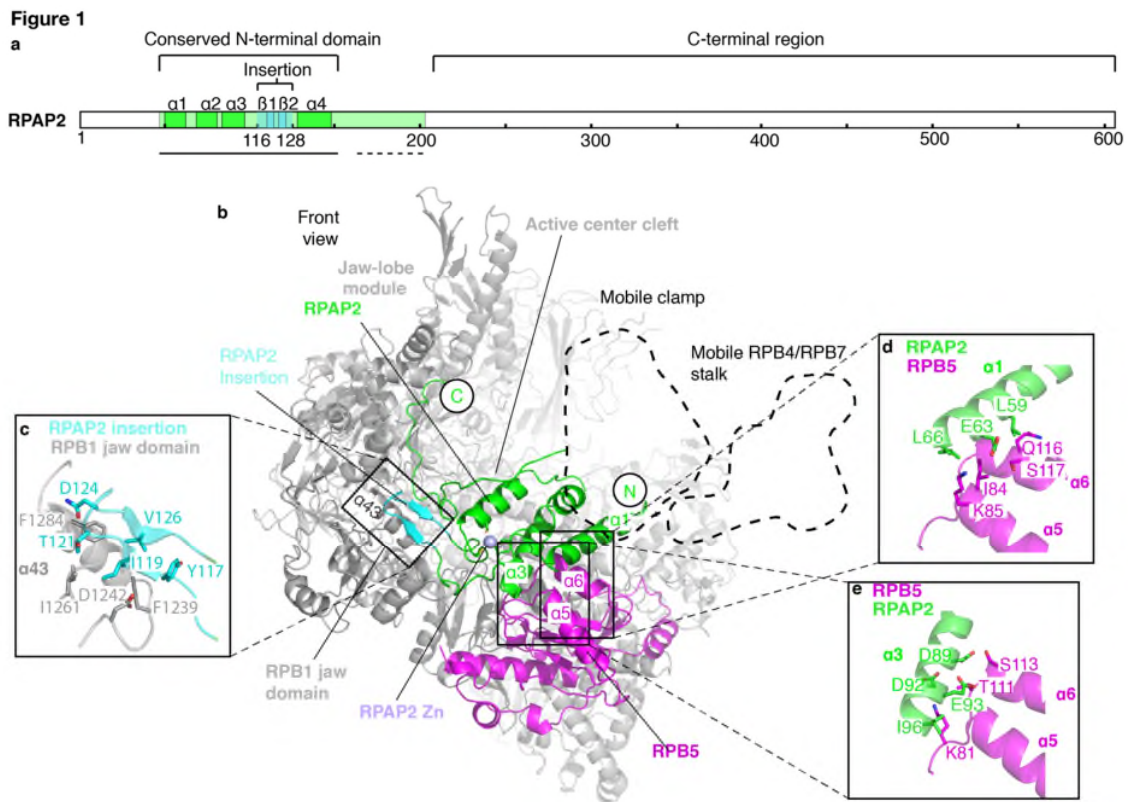 Figure 1
a
Conserved N-terminal domain
C-terminal region
Insertion
α1 α2 α3 β1 β2 α4
RPAP2
1 116 128 200 300 400 500 600
b
Front
view
Active center cleft
Jaw-lobe
module
RPAP2
Mobile clamp
RPAP2
Insertion
Mobile RPB4/RPB7
stalk
C
N
α43
α1
α3
α6
α5
RPB1 jaw
domain
RPAP2 Zn
RPB5
c
RPAP2 insertion
RPB1 jaw domain
D124
F1284
V126
T121
I119
Y117
α43
D1242
I1261
F1239
d
RPAP2
RPB5
α1
L59
E63
L66
Q116
S117
I84
α6
K85
α5
e
RPB5
RPAP2
α3
D89
S113
D92
T111
E93
α6
I96
K81
α5